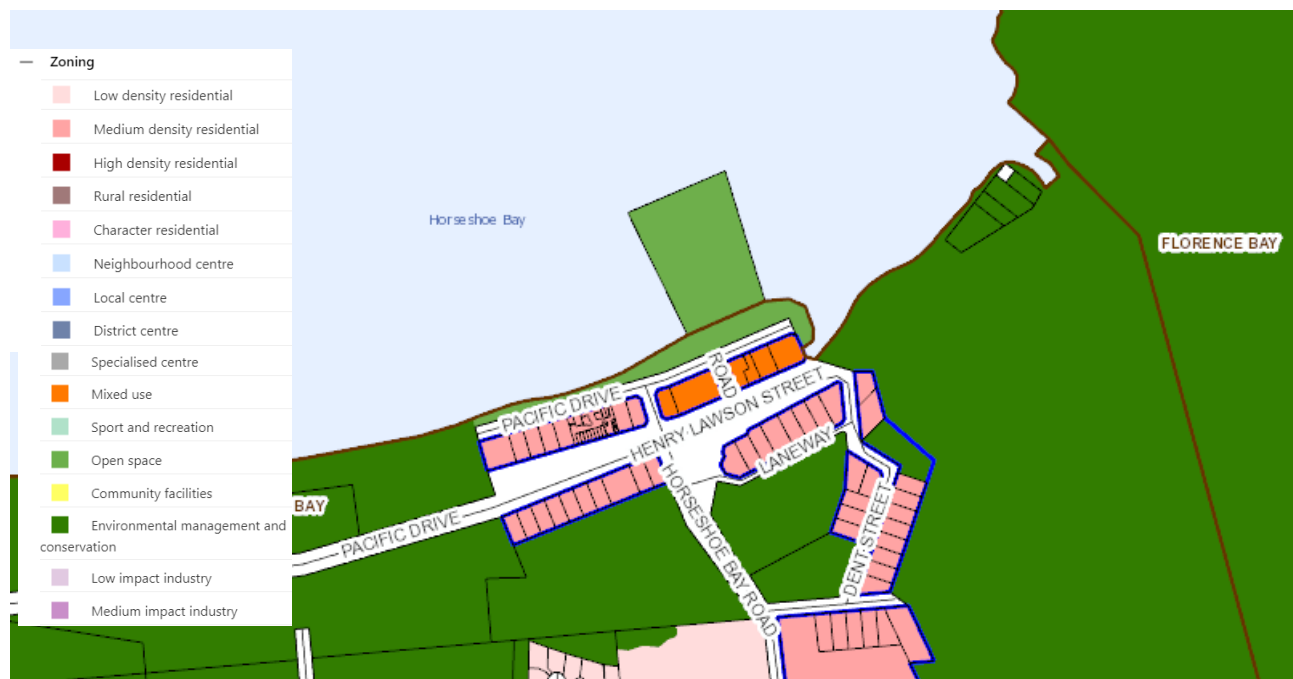 Zoning
Low density residential
Medium density residential
High density residential
Rural residential
Character residential
Neighbourhood centre
Local centre
District centre
Specialised centre
Mixed use
Sport and recreation
Open space
Community facilities
Environmental management and
conservation
Low impact industry
Medium impact industry
Horseshoe Bay
FLORENCE BAY
ROAD
PACIFIC DRIVE
HENRY LAWSON STREET
LANEWAY
BAY
PACIFIC DRIVE
HORSESHOE BAY ROAD
DENT STREET